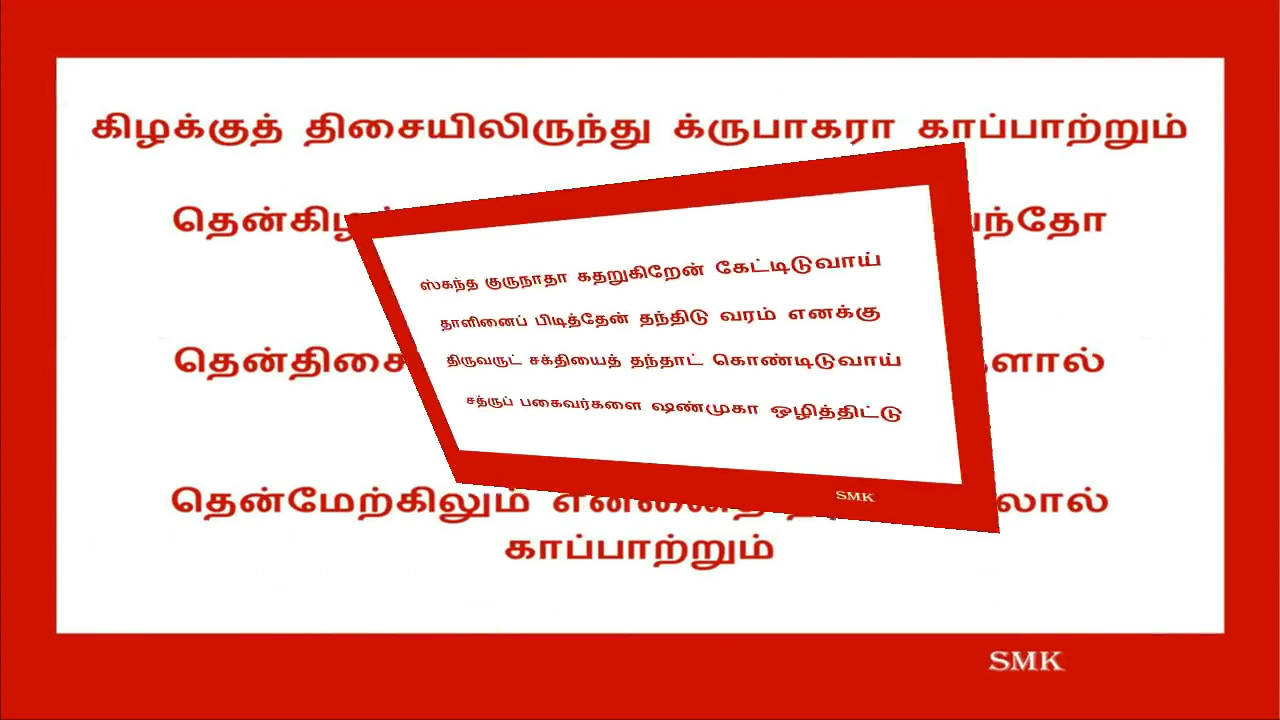 கிழக்குத் திசையிலிருந்து க்ருபாகரா காப்பாற்றும்
ஸ்கந்த குருநாதா கதறுகிறேன் கேட்டிடுவாய்
தாளினைப் பிடித்தேன் தந்திடு வரம் எனக்கு
திருவருட் சக்தியைத் தந்தாட் கொண்டிடுவாய்
சத்ருப் பகைவர்களை ஷண்முகா ஒழித்திட்டு
SMK
தென்மேற்கிலும்
காப்பாற்றும்
SMK